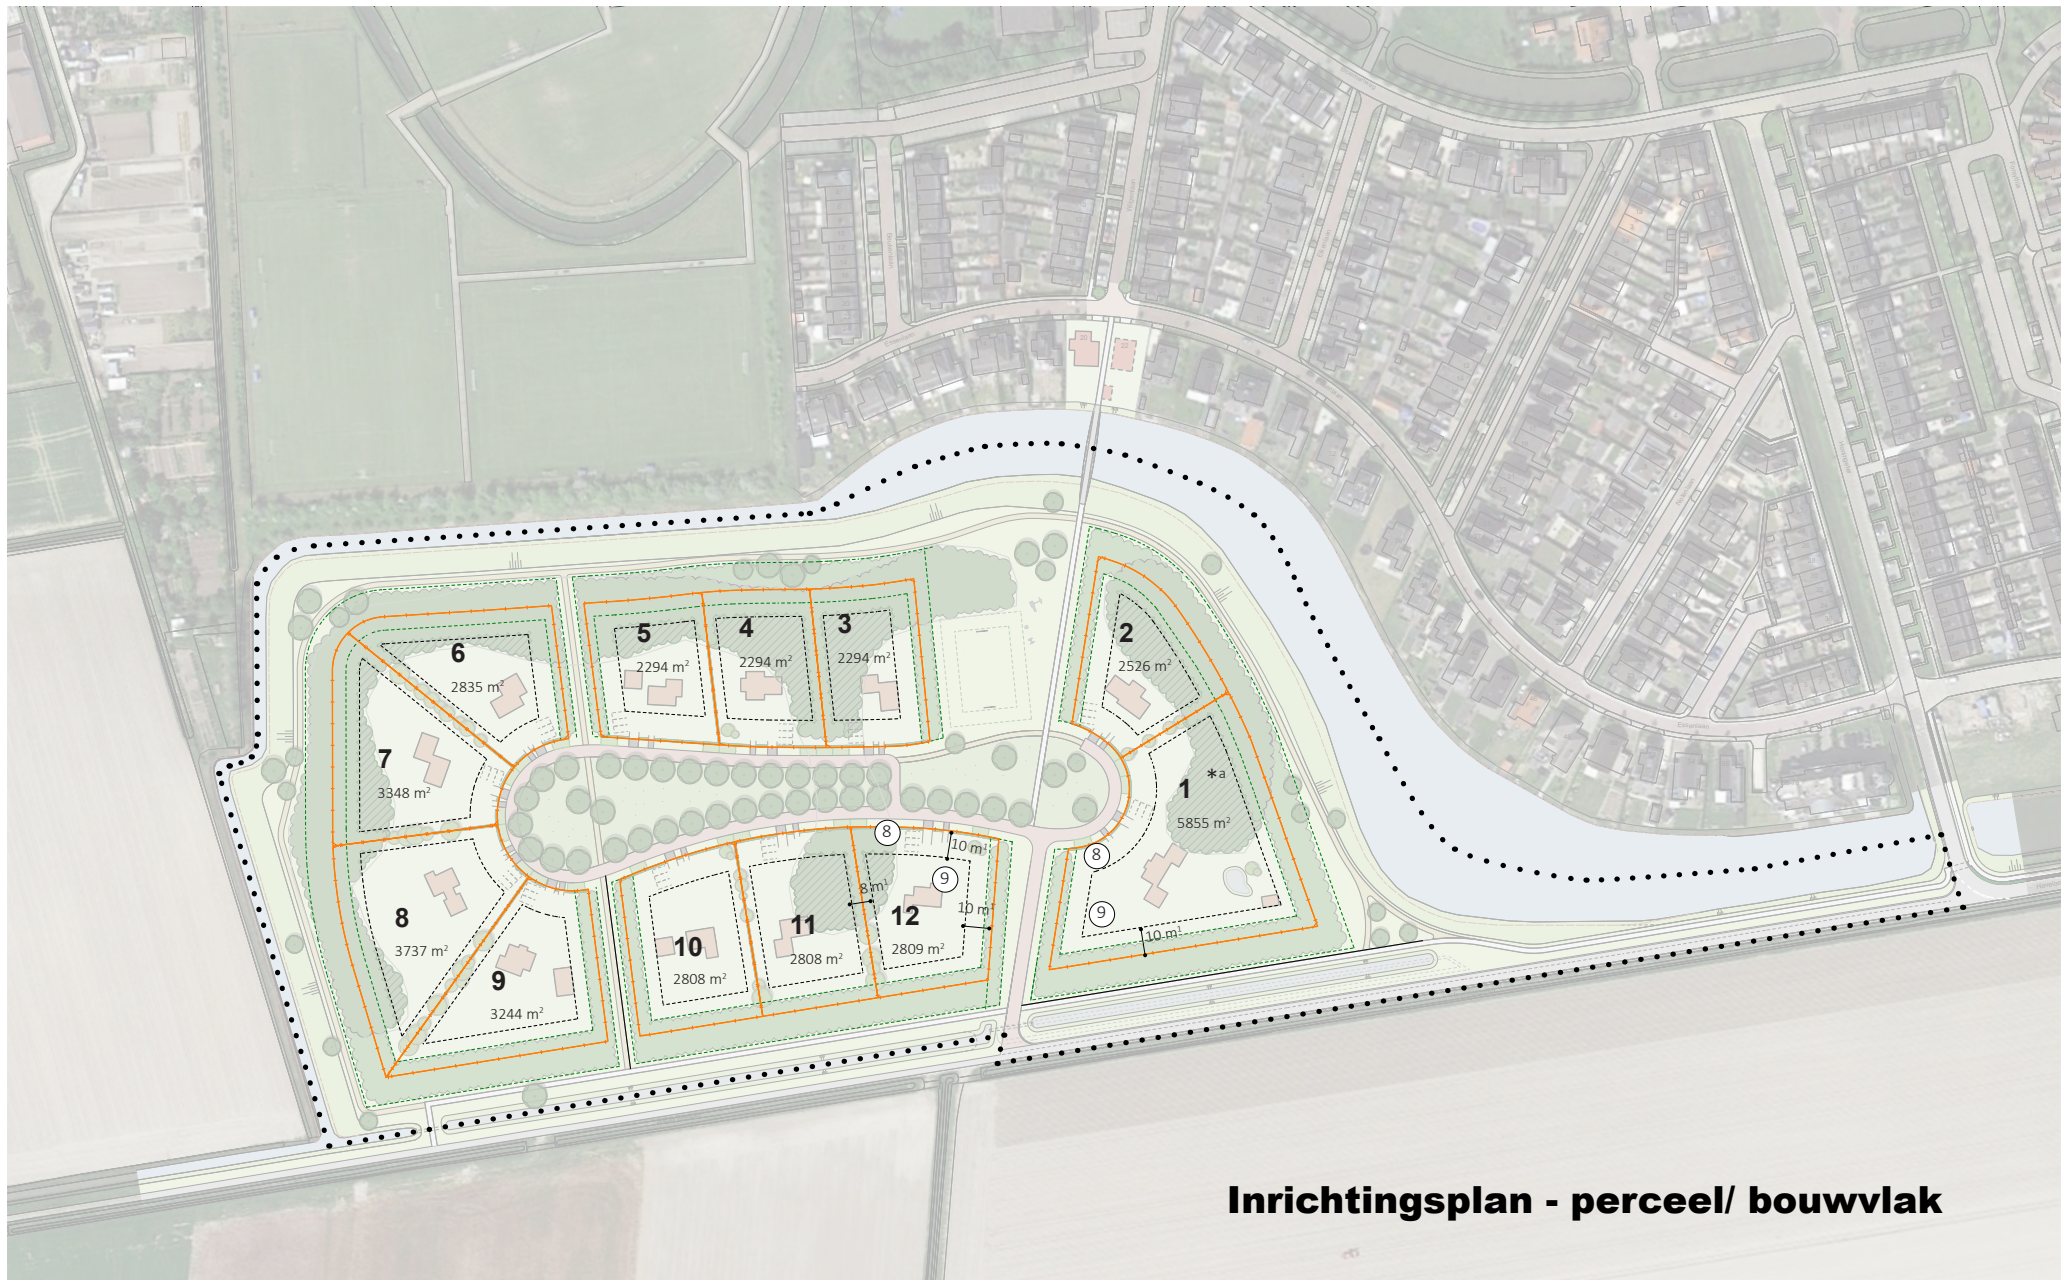 20
22
5
4
3
2
6
2294 m²
2294 m²
2294 m²
2526 m²
2835 m²
7
3348 m²
1
*a
5855 m²
8
10 m¹
8
9
8 m¹
10 m¹
9
8
3737 m²
11
12
10
2808 m²
2809 m²
10 m¹
9
2808 m²
3244 m²
Inrichtingsplan - perceel/ bouwvlak